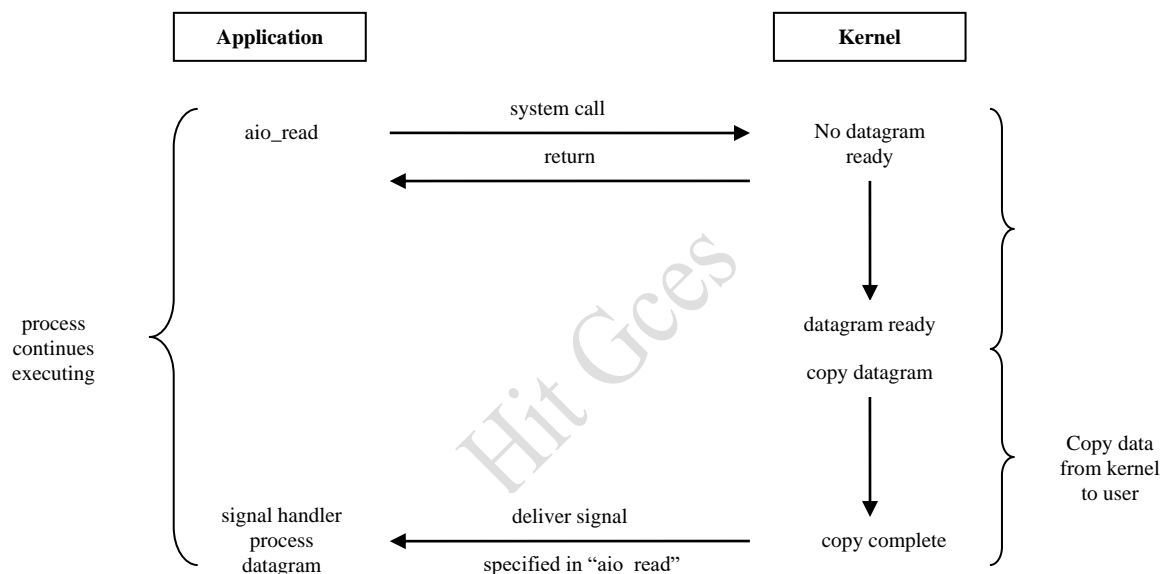 Application
Kernel
system call
aio_read
No datagram
ready
return
datagram ready
process
continues
executing
copy datagram
Hit Gces
Copy data
from kernel
to user
signal handler
process
datagram
deliver signal
specified in “aio_read”
copy complete